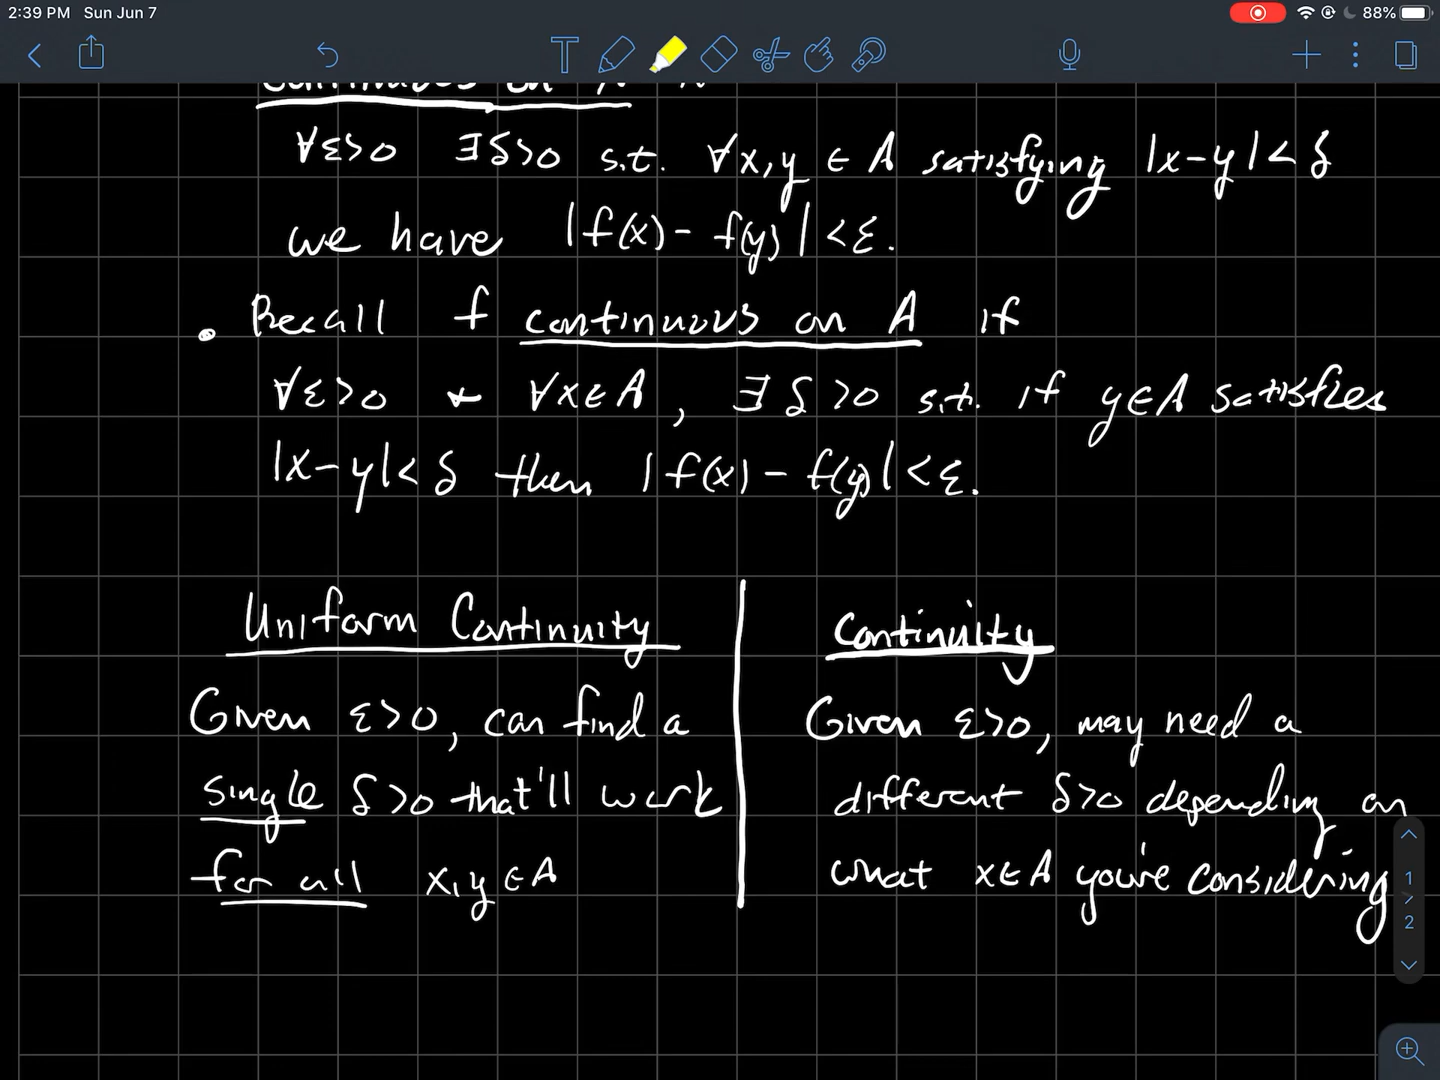 2:39 PM Sun Jun 7 88%
∀ε>0 ∃δ>0 s.t. ∀x,y ∈ A satisfying |x-y|<δ
we have |f(x) - f(y)| < ε.
• Recall f continuous on A if
∀ε>0 + ∀x∈A, ∃δ>0 s.t. if y∈A satisfies
|x-y|<δ then |f(x) - f(y)| < ε.
Uniform Continuity
Given ε>0, can find a
single δ>0 that'll work
for all x,y ∈ A
Continuity
Given ε>0, may need a
different δ>0 depending on
what x∈A you're considering
1
2